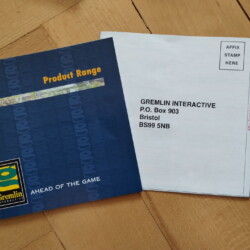 Product Range
Gremlin
AHEAD OF THE GAME
AFFIX
STAMP
HERE
GREMLIN INTERACTIVE
P.O. Box 903
Bristol
BS99 5NB